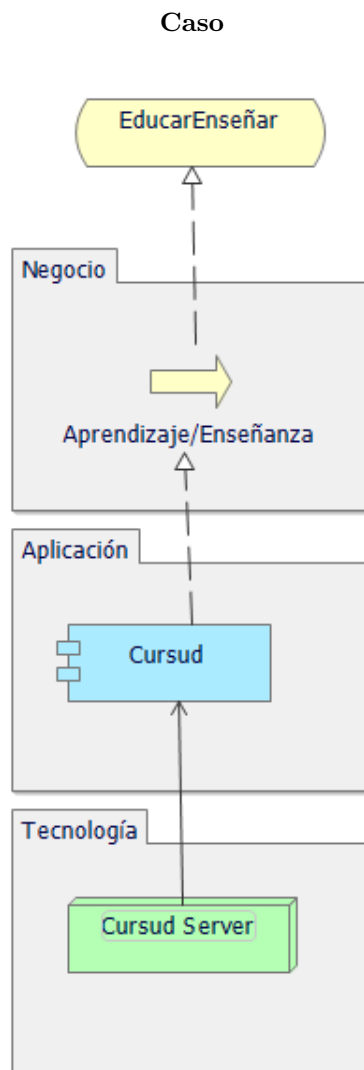 Caso
EducarEnseñar
Negocio
Aprendizaje/Enseñanza
Aplicación
Cursud
Tecnología
Cursud Server